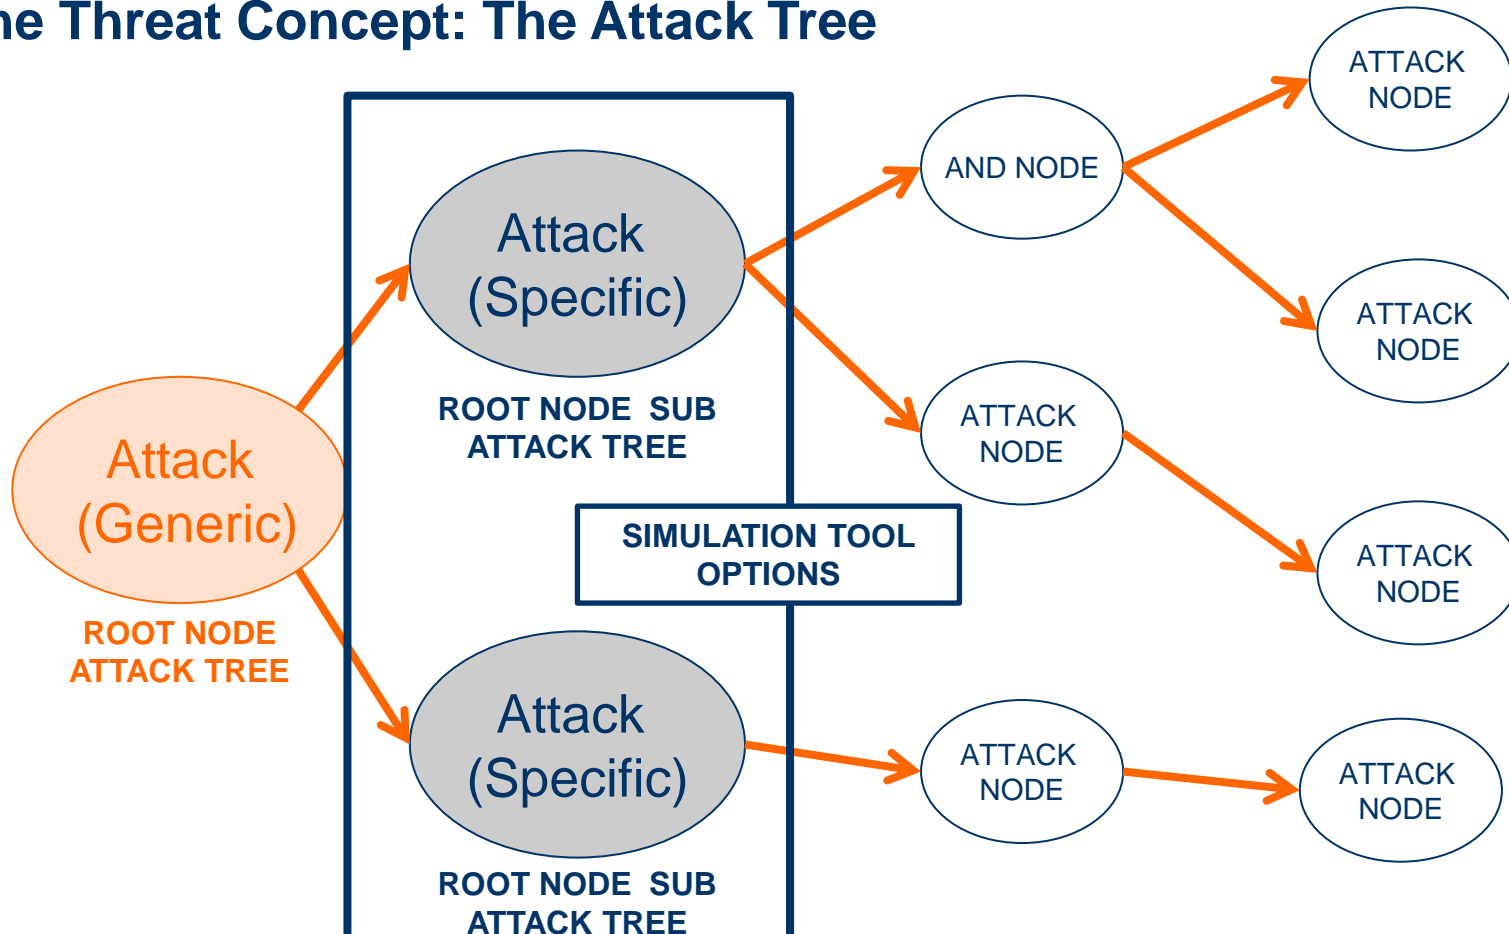 he Threat Concept: The Attack Tree
ATTACK
NODE
AND NODE
Attack
(Specific)
ATTACK
NODE
ROOT NODE SUB
ATTACK TREE
ATTACK
NODE
Attack
(Generic)
SIMULATION TOOL
OPTIONS
ATTACK
NODE
ROOT NODE
ATTACK TREE
Attack
(Specific)
ATTACK
NODE
ATTACK
NODE
ROOT NODE SUB
ATTACK TREE